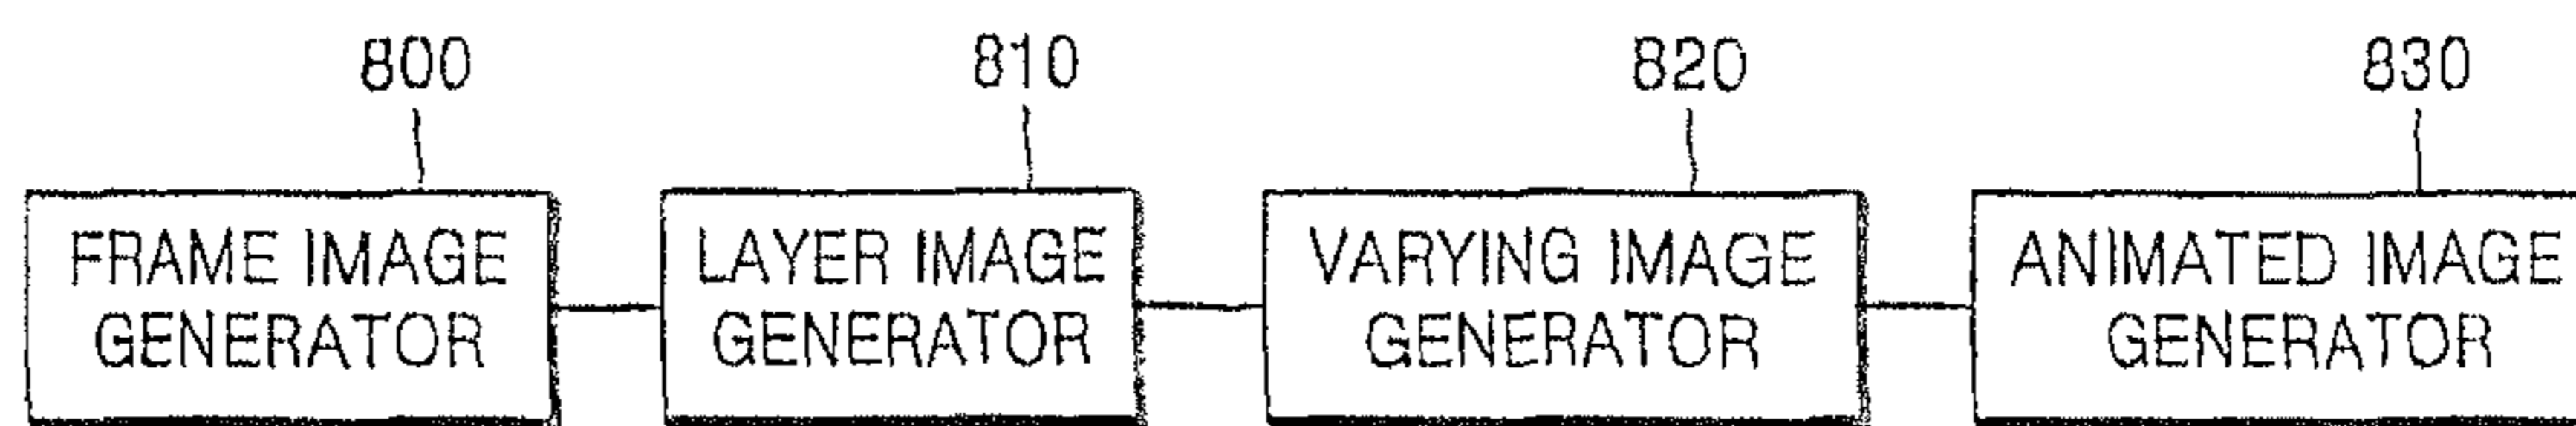 800
810
820
830
FRAME IMAGE
GENERATOR
LAYER IMAGE
GENERATOR
VARYING IMAGE
GENERATOR
ANIMATED IMAGE
GENERATOR